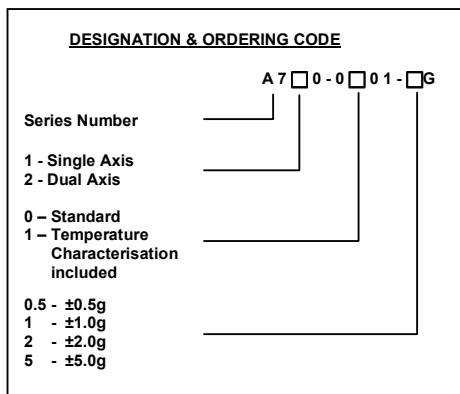 DESIGNATION & ORDERING CODE
A 7 □ 0 - 0 □ 0 1 - □ G
Series Number
1 - Single Axis
2 - Dual Axis
0 – Standard
1 – Temperature
Characterisation
included
0.5 - ±0.5g
1 - ±1.0g
2 - ±2.0g
5 - ±5.0g